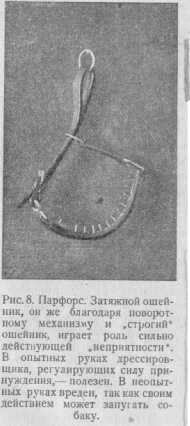 Рис. 8. Парфорс. Затяжной ошей-
ник, он же благодаря поворот-
ному механизму и „строгий“
ошейник, играет роль сильно
действующей „неприятности“.
В опытных руках дрессиров-
щика, регулирующих силу при-
нуждения,— полезен. В неопыт-
ных руках вреден, так как своим
действием может запугать со-
баку.